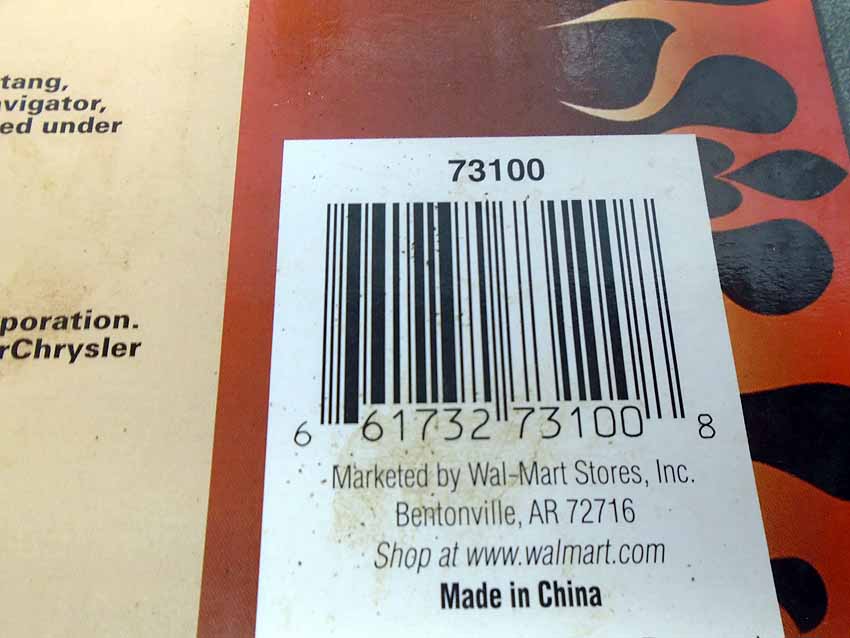 tang,
avigator,
ed under
poration.
rChrysler
73100
6 61732 73100 8
Marketed by Wal-Mart Stores, Inc.
Bentonville, AR 72716
Shop at www.walmart.com
Made in China